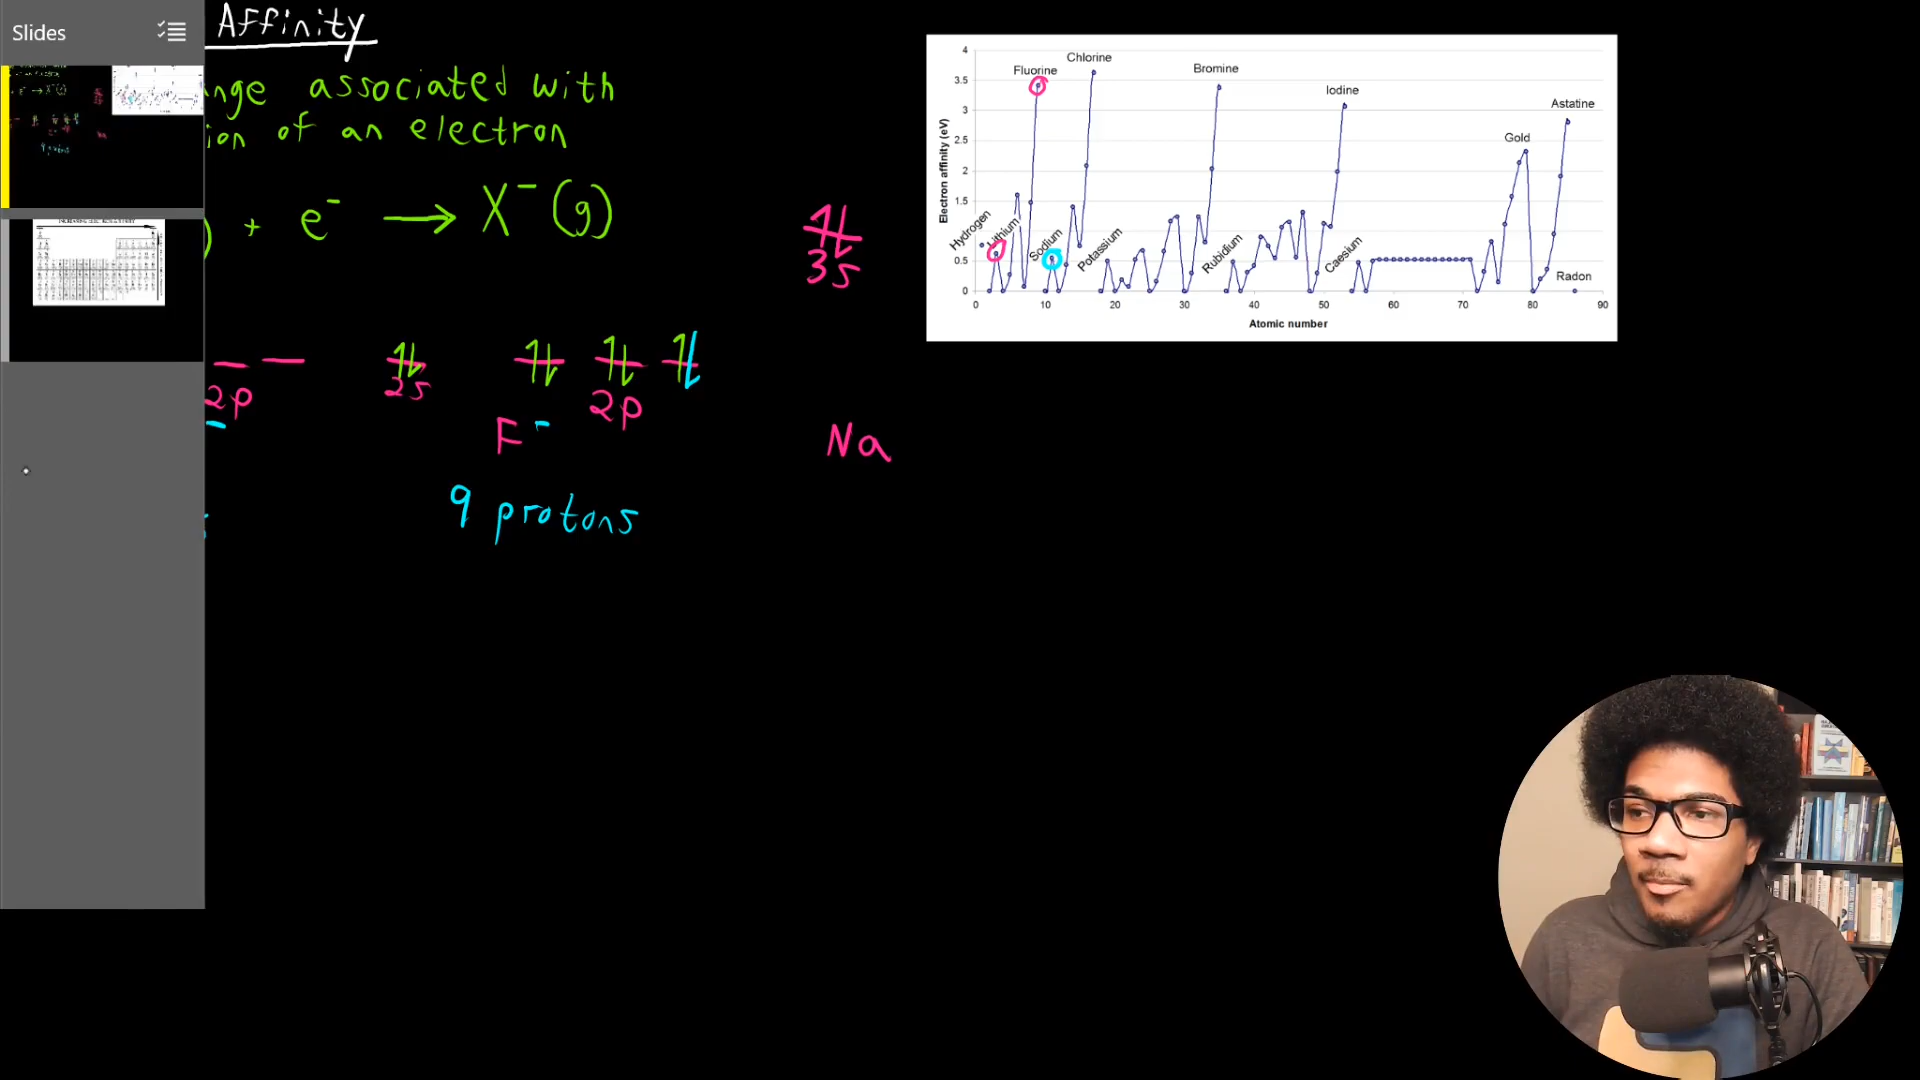 Slides
Affinity
nge associated with
ion of an electron
) + e⁻ → X⁻(g)
3s
2p
2s
2p
F⁻
Na
9 protons
Electron affinity (eV)
4
3.5
3
2.5
2
1.5
0.5
0
Hydrogen
Lithium
Fluorine
Sodium
Chlorine
Potassium
Bromine
Rubidium
Iodine
Caesium
Gold
Astatine
Radon
0 10 20 30 40 50 60 70 80 90
Atomic number